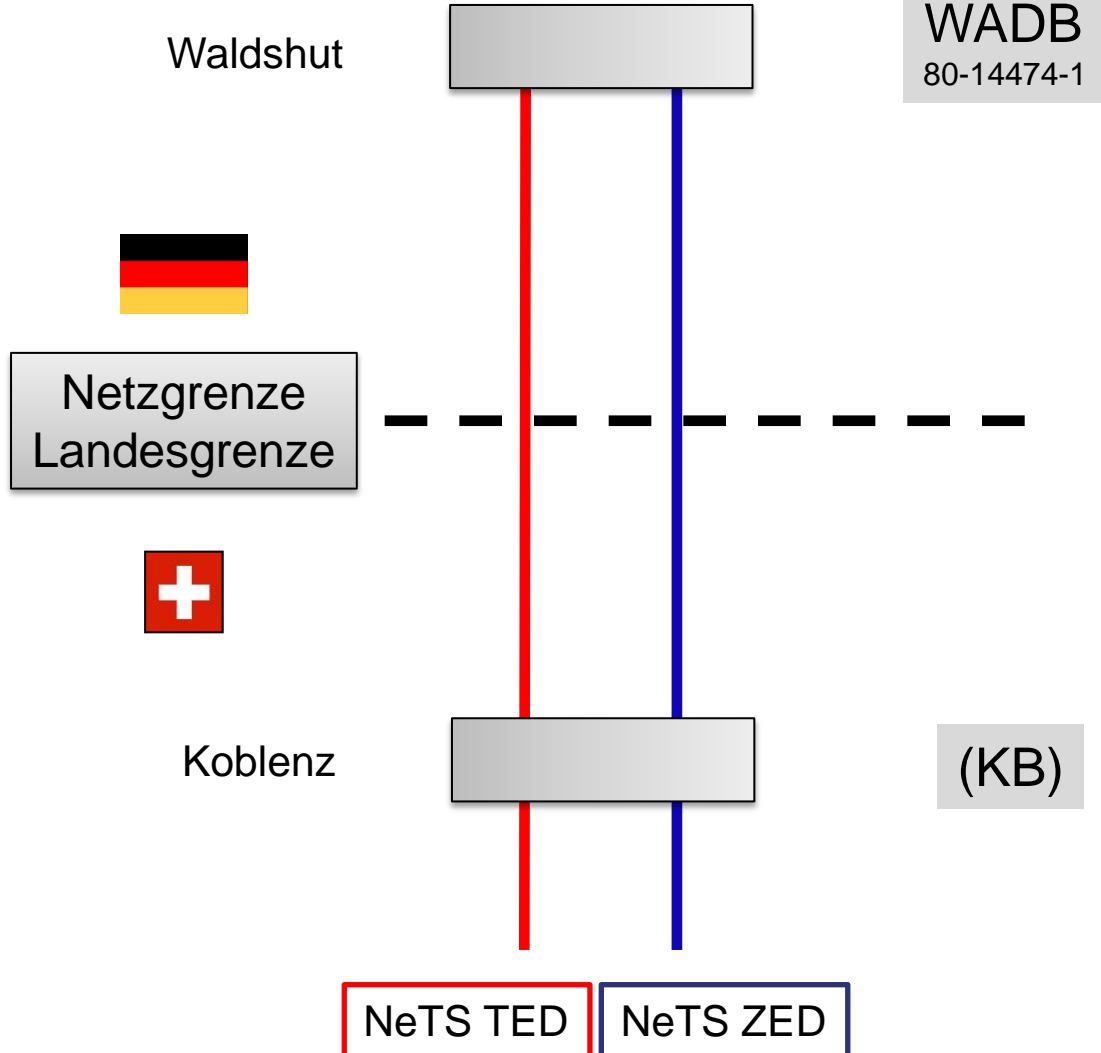 Waldshut
WADB
80-14474-1
Netzgrenze
Landesgrenze
Koblenz
(KB)
NeTS TED
NeTS ZED